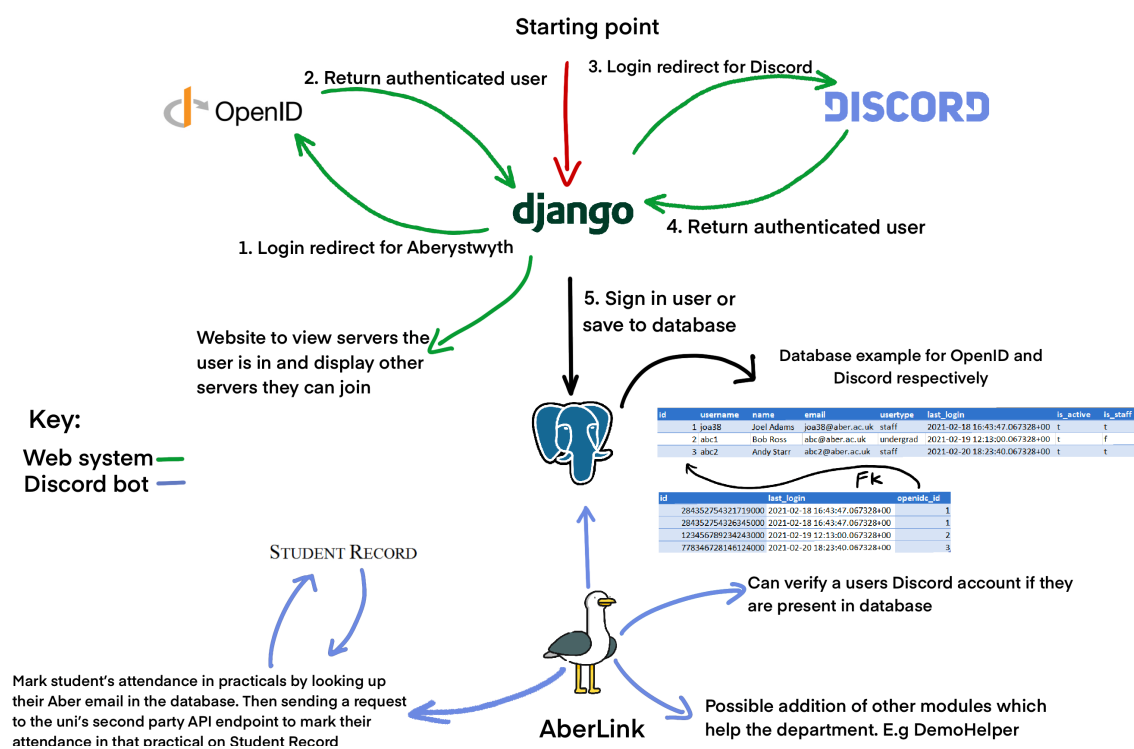 Starting point
2. Return authenticated user
3. Login redirect for Discord
OpenID
DISCORD
django
1. Login redirect for Aberystwyth
4. Return authenticated user
5. Sign in user or
save to database
Website to view servers the
user is in and display other
servers they can join
Database example for OpenID and
Discord respectively
Key:
Web system
Discord bot
id username name email usertype last_login is_active is_staff
1 joa38 Joel Adams joa38@aber.ac.uk staff 2021-02-18 16:43:47.067328+00 t t
2 abc1 Bob Ross abc@aber.ac.uk undergrad 2021-02-19 12:13:00.067328+00 t f
3 abc2 Andy Starr abc2@aber.ac.uk staff 2021-02-20 18:23:40.067328+00 t t
FK
id last_login openidc_id
284352754321719000 2021-02-18 16:43:47.067328+00 1
284352754326345000 2021-02-18 16:43:47.067328+00 1
123456789234243000 2021-02-19 12:13:00.067328+00 2
778346728146124000 2021-02-20 18:23:40.067328+00 3
STUDENT RECORD
Can verify a users Discord account if they
are present in database
Mark student's attendance in practicals by looking up
their Aber email in the database. Then sending a request
to the uni's second party API endpoint to mark their
attendance in that practical on Student Record
AberLink
Possible addition of other modules which
help the department. E.g DemoHelper